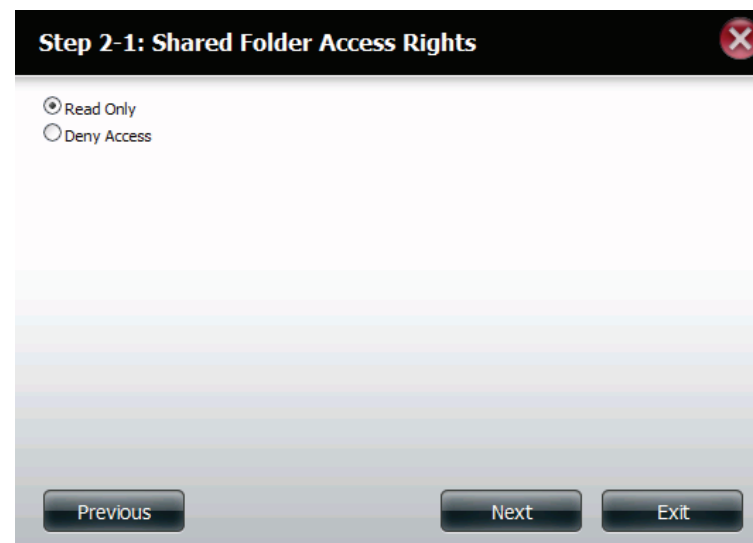 Step 2-1: Shared Folder Access Rights
Read Only
Deny Access
Previous Next Exit